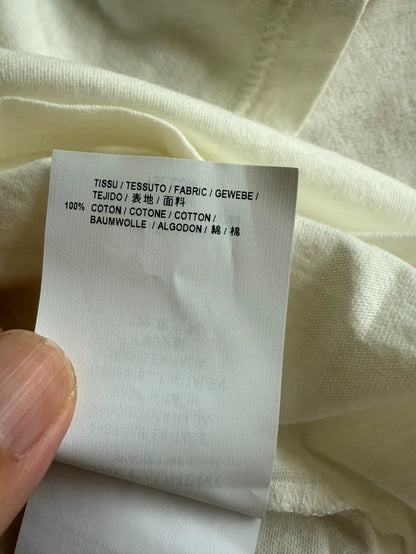 TISSU / TESSUTO / FABRIC / GEWEBE /
TEJIDO / 表地 / 面料
100% COTON / COTONE / COTTON /
BAUMWOLLE / ALGODON / 綿 / 棉